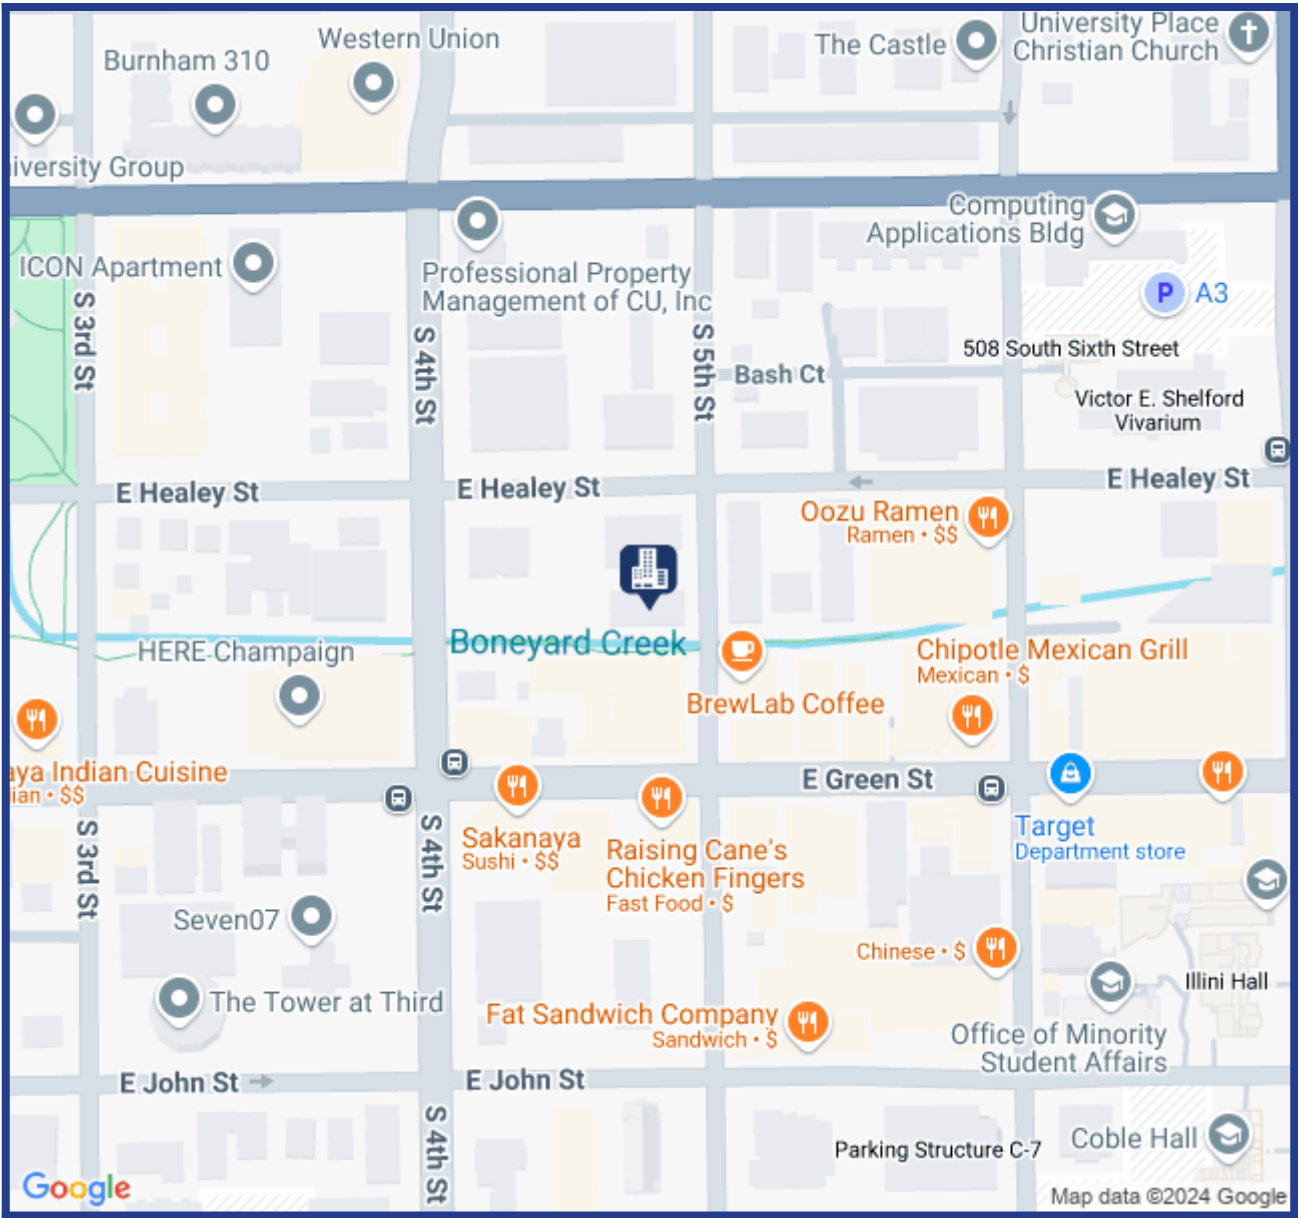 Western Union
Burnham 310
The Castle
University Place
Christian Church
iversity Group
Computing
Applications Bldg
ICON Apartment
Professional Property
Management of CU, Inc
P
A3
S 3rd St
S 4th St
S 5th St
508 South Sixth Street
Bash Ct
Victor E. Shelford
Vivarium
E Healey St
E Healey St
E Healey St
Oozu Ramen
Ramen • $$
HERE Champaign
Boneyard Creek
Chipotle Mexican Grill
Mexican • $
BrewLab Coffee
aya Indian Cuisine
ian • $$
E Green St
Sakanaya
Sushi • $$
Raising Cane's
Chicken Fingers
Fast Food • $
Target
Department store
S 3rd St
S 4th St
Seven07
Chinese • $
The Tower at Third
Illini Hall
Fat Sandwich Company
Sandwich • $
Office of Minority
Student Affairs
E John St
E John St
S 4th St
Parking Structure C-7
Coble Hall
Google
Map data ©2024 Google